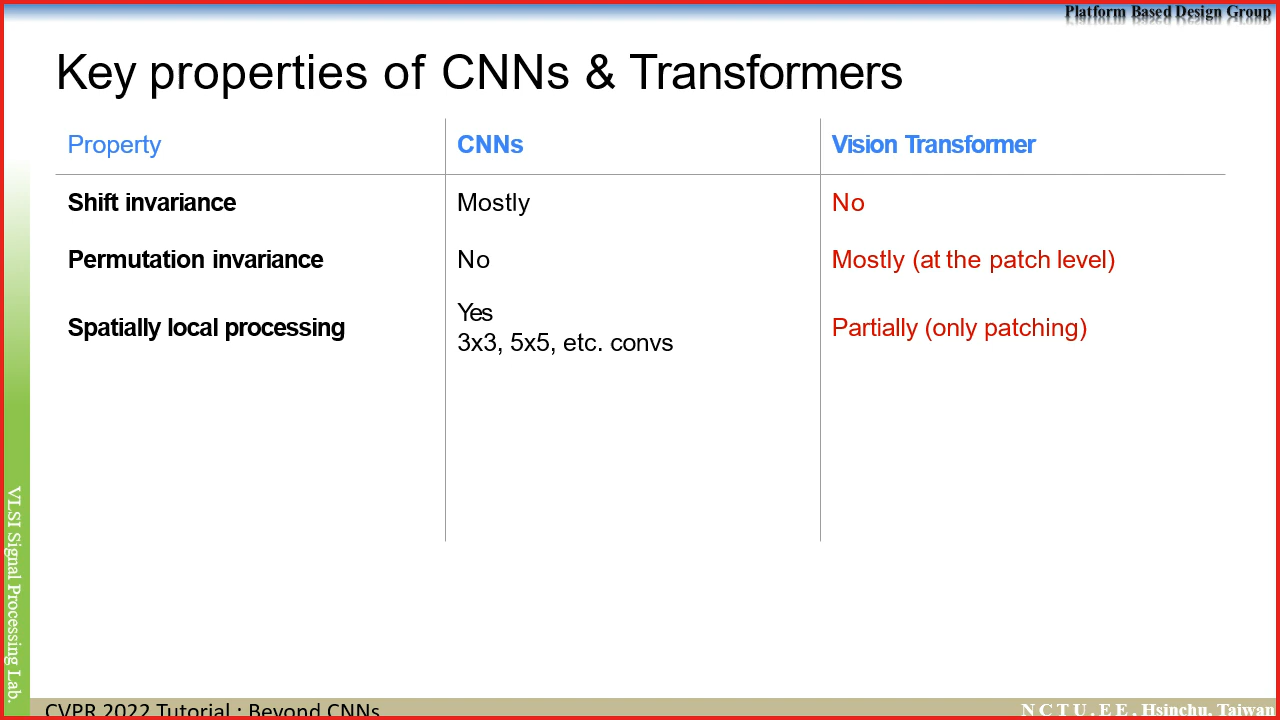 Platform Based Design Group
Key properties of CNNs & Transformers
Property CNNs Vision Transformer
Shift invariance Mostly No
Permutation invariance No Mostly (at the patch level)
Spatially local processing Yes Partially (only patching)
3x3, 5x5, etc. convs
VLSI Signal Processing Lab.
CVPR 2022 Tutorial : Beyond CNNs
N C T U . E E . Hsinchu, Taiwan